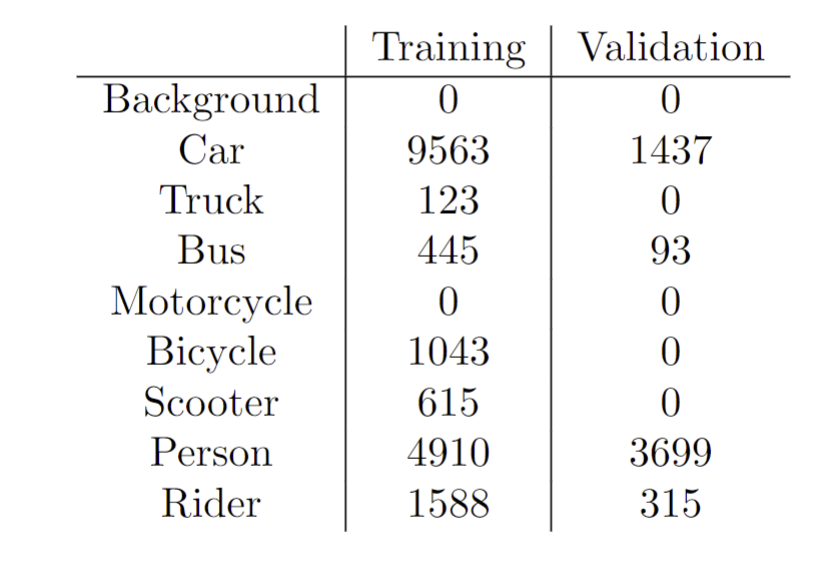 Training Validation
Background 0 0
Car 9563 1437
Truck 123 0
Bus 445 93
Motorcycle 0 0
Bicycle 1043 0
Scooter 615 0
Person 4910 3699
Rider 1588 315